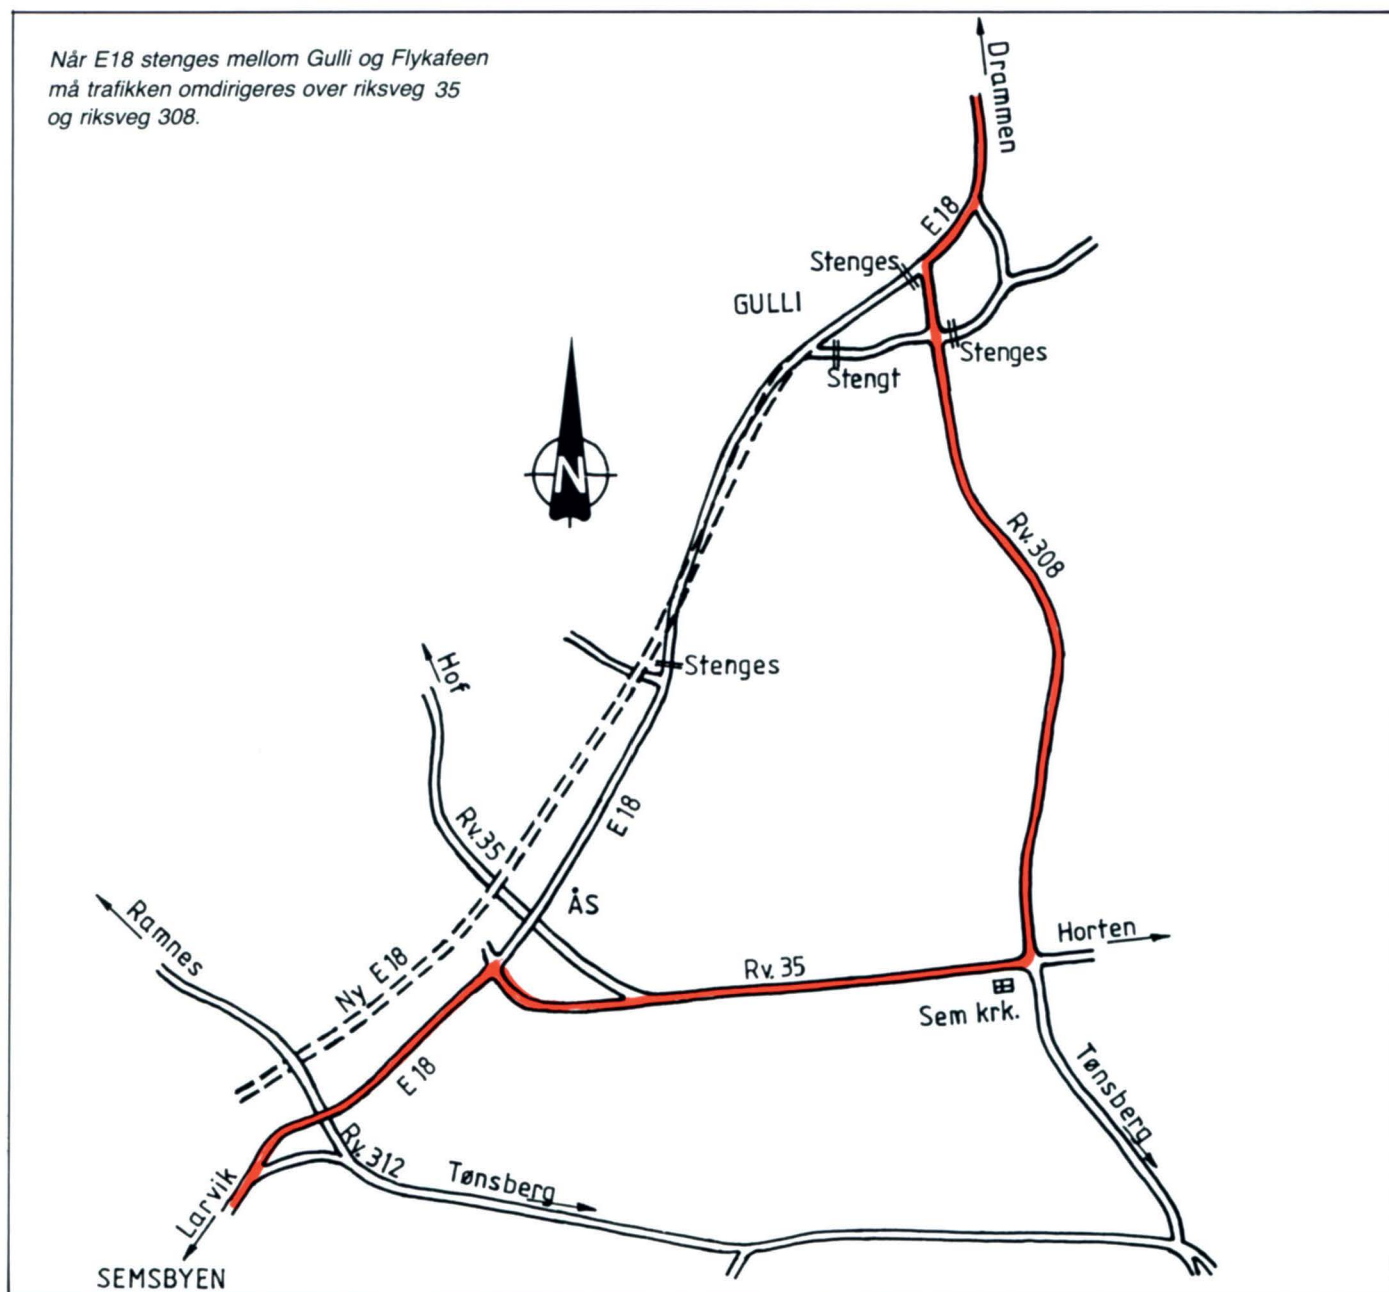 Når E18 stenges mellom Gulli og Flykafeen
må trafikken omdirigeres over riksveg 35
og riksveg 308.
Drammen
E18
Stenges
GULLI
Stenges
Stengt
N
Rv.308
Stenges
Hof
Rv.35
E18
ÅS
Ramnes
Ny E18
Horten
Rv. 35
Sem krk.
E18
Tønsberg
Rv.312
Tønsberg
Larvik
SEMSBYEN